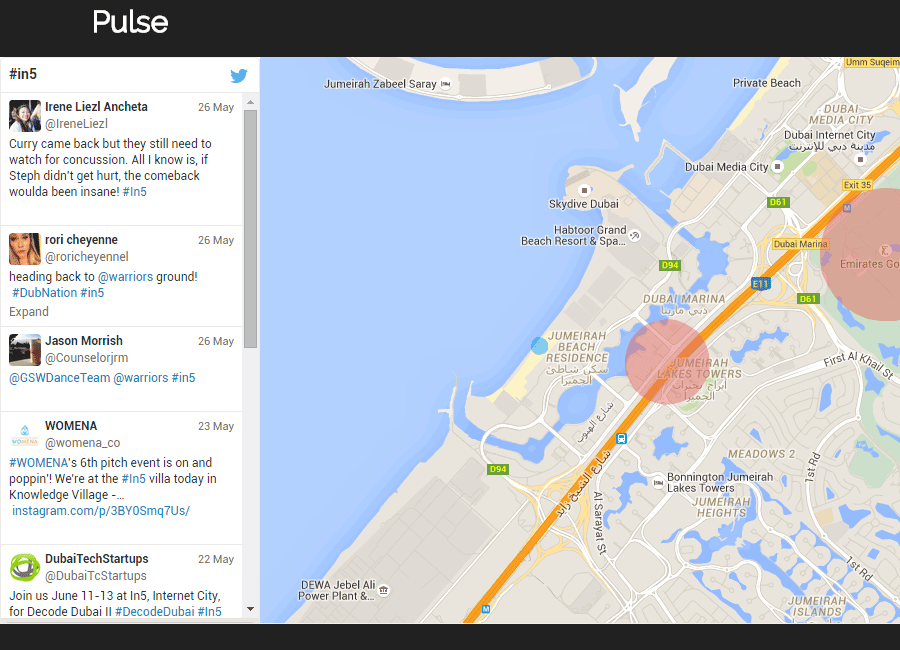 Pulse
#in5
Irene Liezl Ancheta
26 May
@IreneLiezl
Curry came back but they still need to
watch for concussion. All I know is, if
Steph didn't get hurt, the comeback
woulda been insane! #In5
rori cheyenne
26 May
@roricheyennel
heading back to @warriors ground!
#DubNation #in5
Expand
Jason Morrish
26 May
@Counselorjrm
@GSWDanceTeam @warriors #in5
WOMENA
23 May
@womena_co
#WOMENA's 6th pitch event is on and
poppin'! We're at the #In5 villa today in
Knowledge Village -...
instagram.com/p/3BY0Smq7Us/
DubaiTechStartups
22 May
@DubaiTcStartups
Join us June 11-13 at In5, Internet City,
for Decode Dubai II #DecodeDubai #In5
Jumeirah Zabeel Saray
Private Beach
Umm Suqeim
DUBAI
MEDIA CITY
Dubai Internet City
مدينة دبي للإنترنت
Dubai Media City
Exit 35
D61
M
Skydive Dubai
Habtoor Grand
Beach Resort & Spa...
Dubai Marina
D94
Emirates Go
E11
D61
DUBAI MARINA
دبي مارينا
JUMEIRAH
BEACH
RESIDENCE
سكن شاطئ
الجميرا
JUMEIRAH
LAKES TOWERS
أبراج بحيرات
الجميرا
First Al Khail St
شارع الهبوب
MEADOWS 2
1st Rd
D94
شارع الشيخ زايد
Bonnington Jumeirah
Lakes Towers
Al Sarayat St
JUMEIRAH
HEIGHTS
1st Rd
DEWA Jebel Ali
Power Plant &...
M
JUMEIRAH
ISLANDS